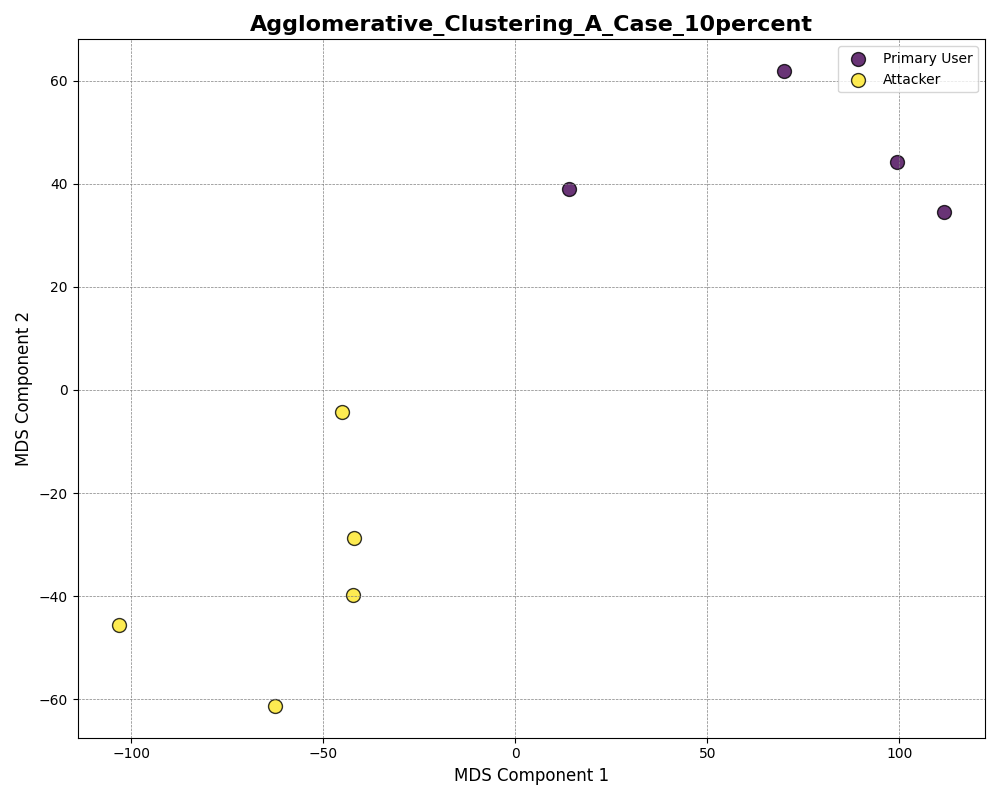 Agglomerative_Clustering_A_Case_10percent
Primary User
Attacker
60
40
20
0
−20
−40
−60
MDS Component 2
−100
−50
0
50
100
MDS Component 1